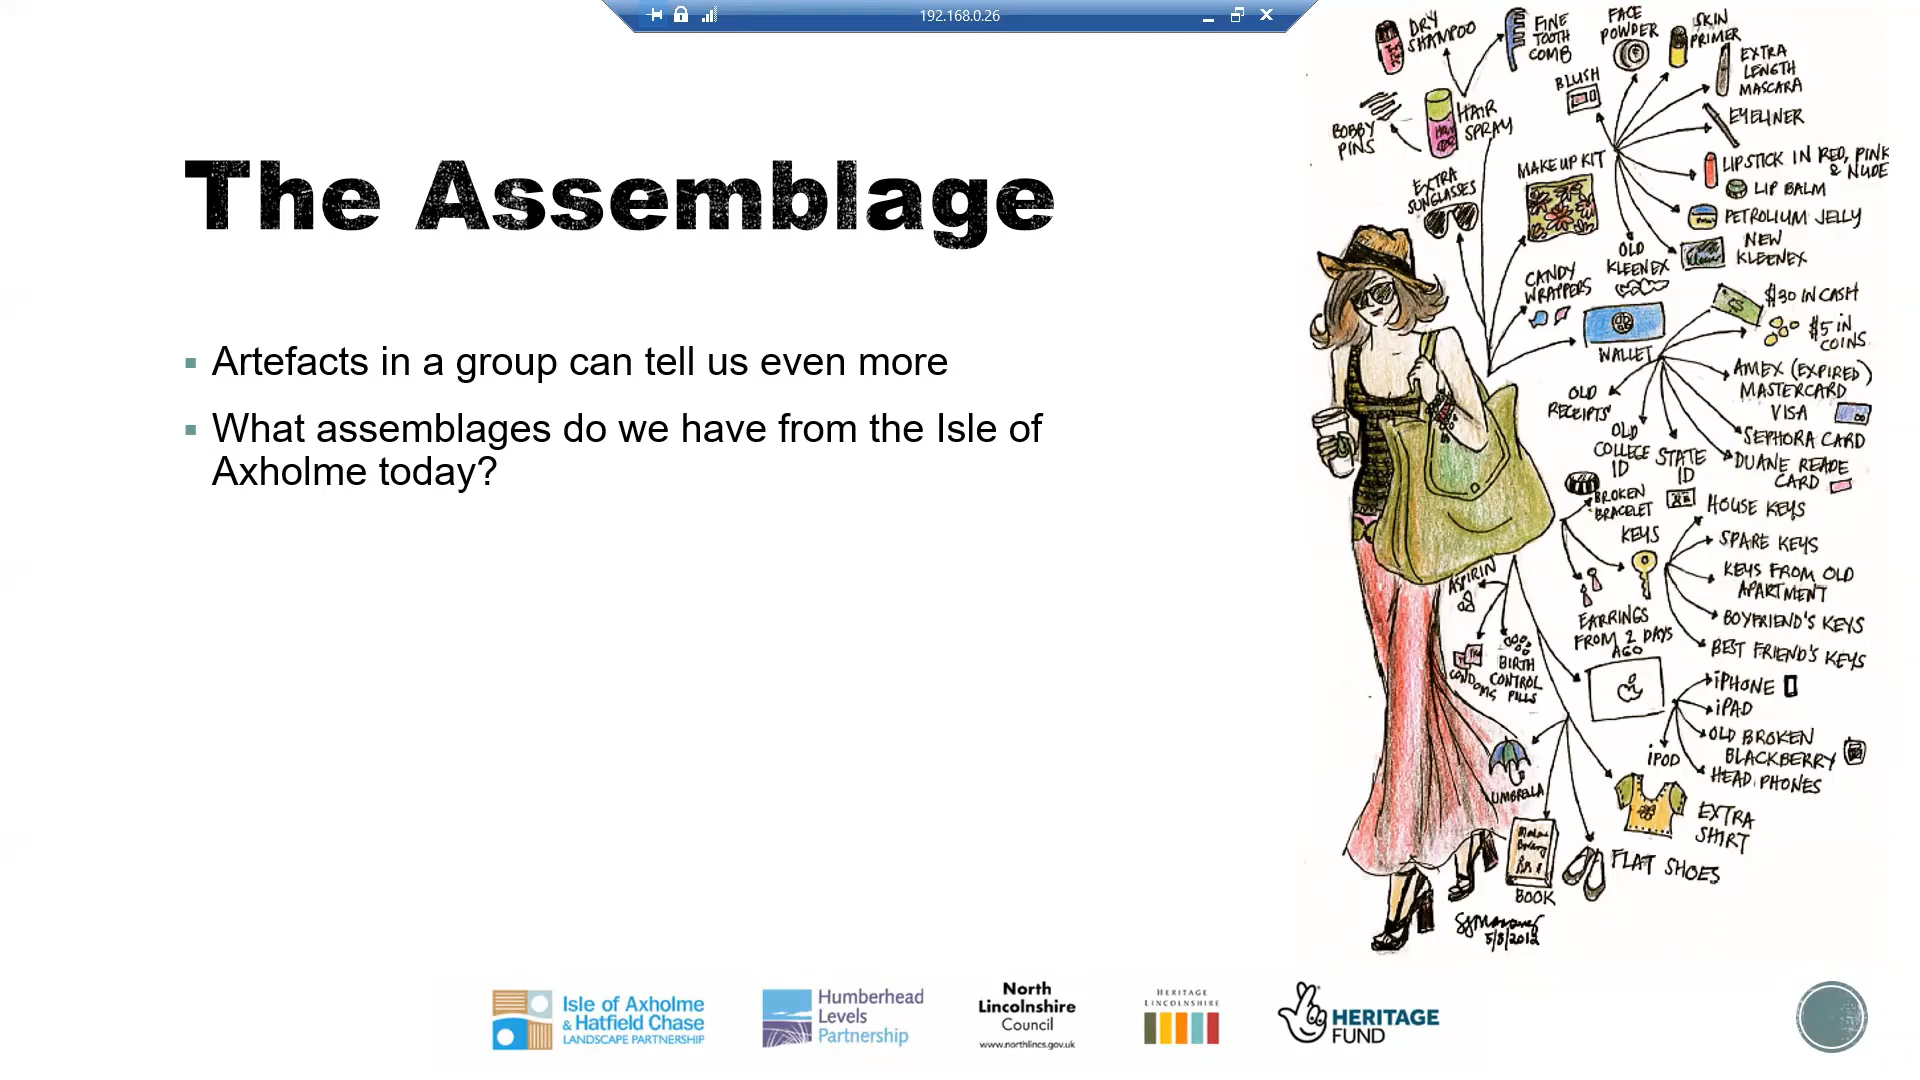 192.168.0.26
The Assemblage
Artefacts in a group can tell us even more
What assemblages do we have from the Isle of
Axholme today?
DRY
SHAMPOO
FINE
TOOTH
COMB
FACE
POWDER
SKIN
PRIMER
EXTRA
LENGTH
MASCARA
BLUSH
BOBBY
PINS
HAIR
SPRAY
EYELINER
MAKE UP KIT
LIPSTICK IN RED, PINK
& NUDE
LIP BALM
EXTRA
SUNGLASSES
PETROLIUM JELLY
OLD
KLEENEX
NEW
KLEENEX
CANDY
WRAPPERS
$30 IN CASH
$5 IN
COINS
WALLET
AMEX (EXPIRED)
MASTERCARD
VISA
OLD
RECEIPTS
OLD
COLLEGE
ID
STATE
ID
SEPHORA CARD
DUANE READE
CARD
BROKEN
BRACELET
KEYS
HOUSE KEYS
SPARE KEYS
KEYS FROM OLD
APARTMENT
BOYFRIEND'S KEYS
BEST FRIEND'S KEYS
ASPIRIN
EARRINGS
FROM 2 DAYS
AGO
CONDOMS
BIRTH
CONTROL
PILLS
iPHONE
iPAD
OLD BROKEN
BLACKBERRY
HEAD PHONES
iPOD
UMBRELLA
EXTRA
SHIRT
FLAT SHOES
BOOK
5/8/2012
Isle of Axholme
& Hatfield Chase
LANDSCAPE PARTNERSHIP
Humberhead
Levels
Partnership
North
Lincolnshire
Council
www.northlincs.gov.uk
HERITAGE
LINCOLNSHIRE
HERITAGE
FUND